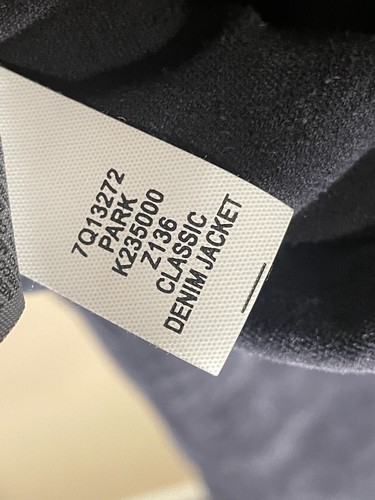 7Q13272
PARK
K235000
Z136
CLASSIC
DENIM JACKET